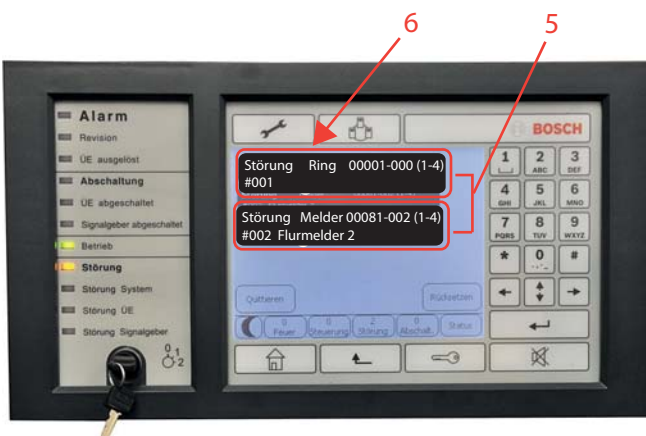 6
5
Alarm
Revision
ÜE ausgelöst
Abschaltung
ÜE abgeschaltet
Signalgeber abgeschaltet
Betrieb
Störung
Störung System
Störung ÜE
Störung Signalgeber
0
1
2
BOSCH
Störung Ring 00001-000 (1-4)
#001
Störung Melder 00081-002 (1-4)
#002 Flurmelder 2
Quittieren
Rücksetzen
0 0 2 0
Feuer Steuerung Störung Abschalt. Status
1 2 3
ABC DEF
4 5 6
GHI JKL MNO
7 8 9
PQRS TUV WXYZ
* 0 #